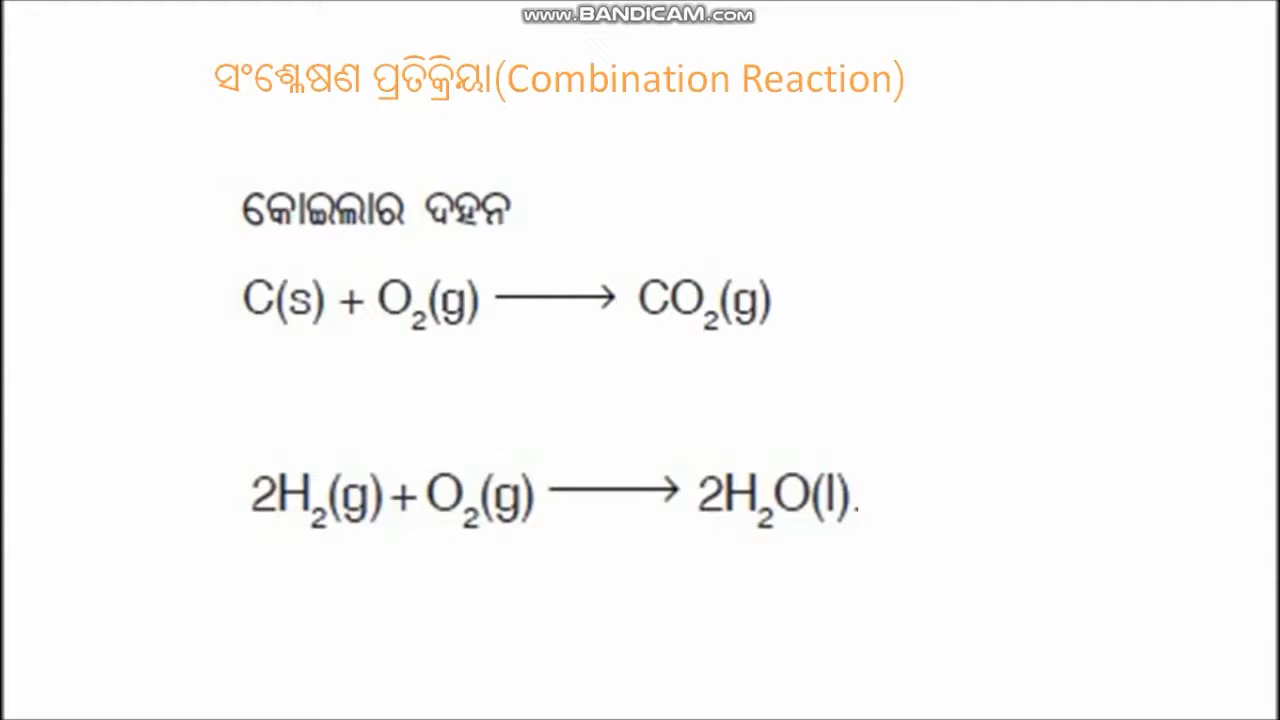 www.BANDICAM.com
ସଂଶ୍ଳେଷଣ ପ୍ରତିକ୍ରିୟା(Combination Reaction)
କୋଇଲାର ଦହନ
C(s) + O₂(g) ⟶ CO₂(g)
2H₂(g) + O₂(g) ⟶ 2H₂O(l).